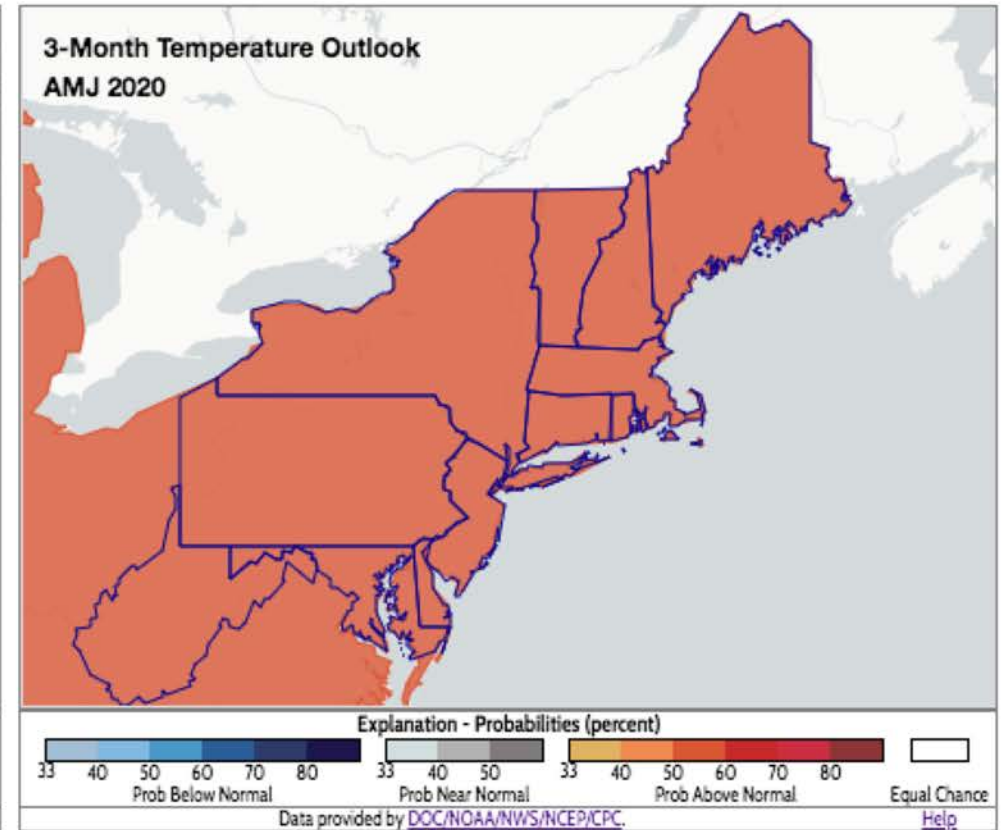 3-Month Temperature Outlook
AMJ 2020
Explanation - Probabilities (percent)
33 40 50 60 70 80 33 40 50 33 40 50 60 70 80
Prob Below Normal Prob Near Normal Prob Above Normal Equal Chance
Data provided by DOC/NOAA/NWS/NCEP/CPC. Help